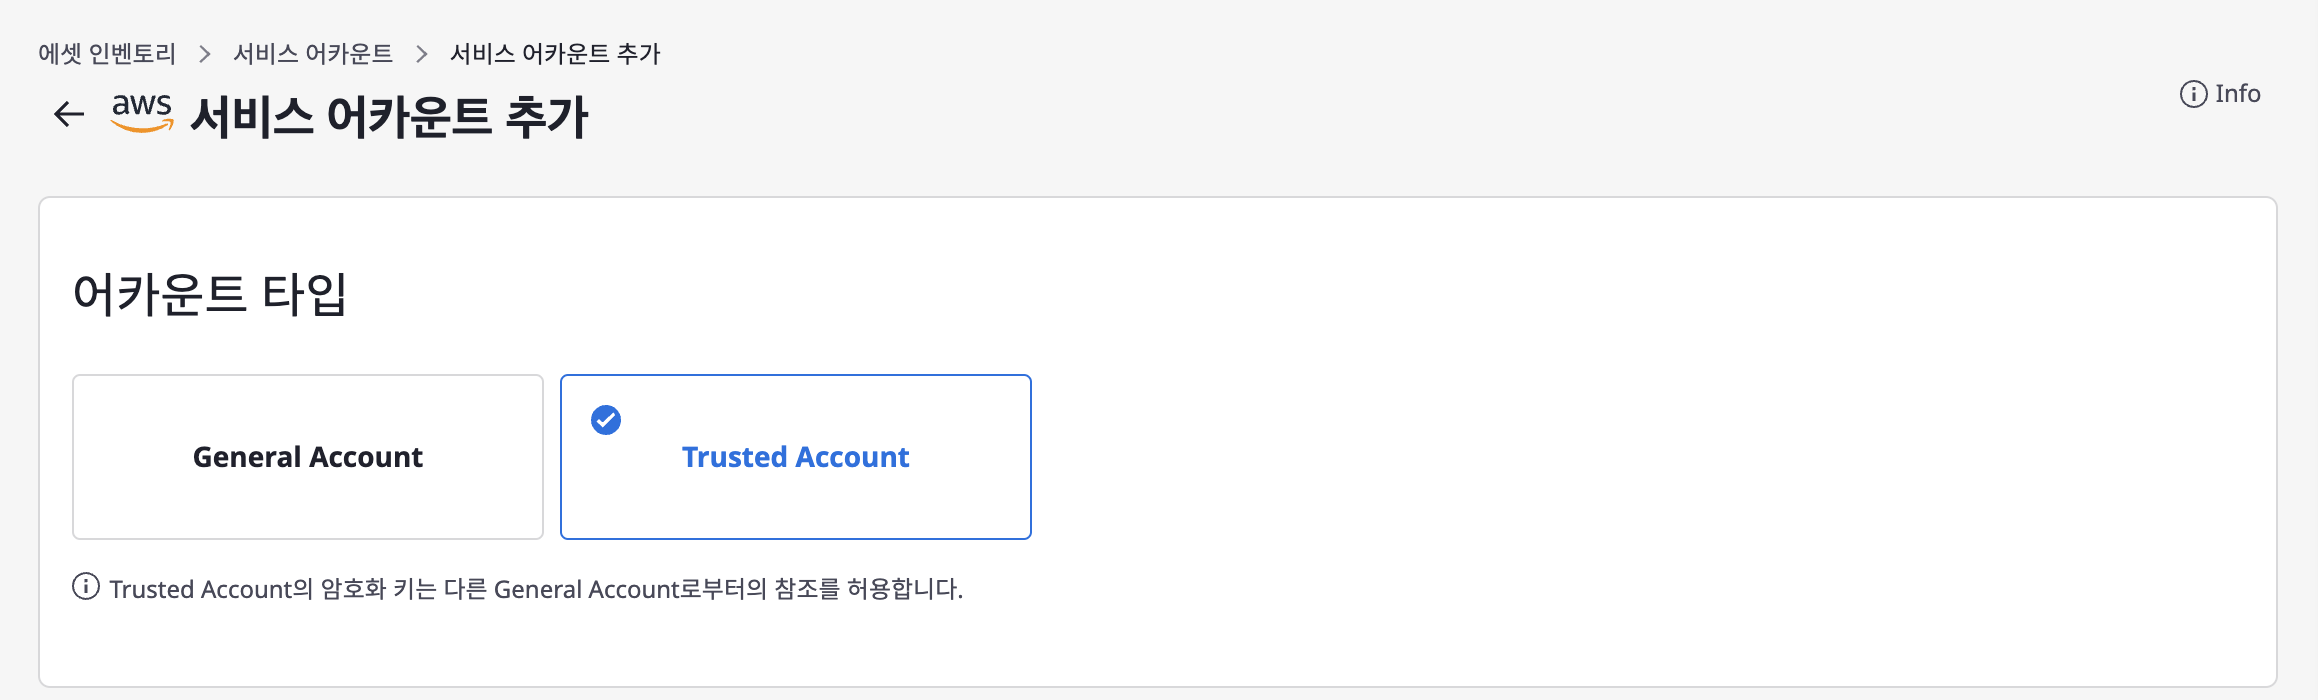 에셋 인벤토리 > 서비스 어카운트 > 서비스 어카운트 추가
aws 서비스 어카운트 추가
Info
어카운트 타입
General Account
Trusted Account
Trusted Account의 암호화 키는 다른 General Account로부터의 참조를 허용합니다.